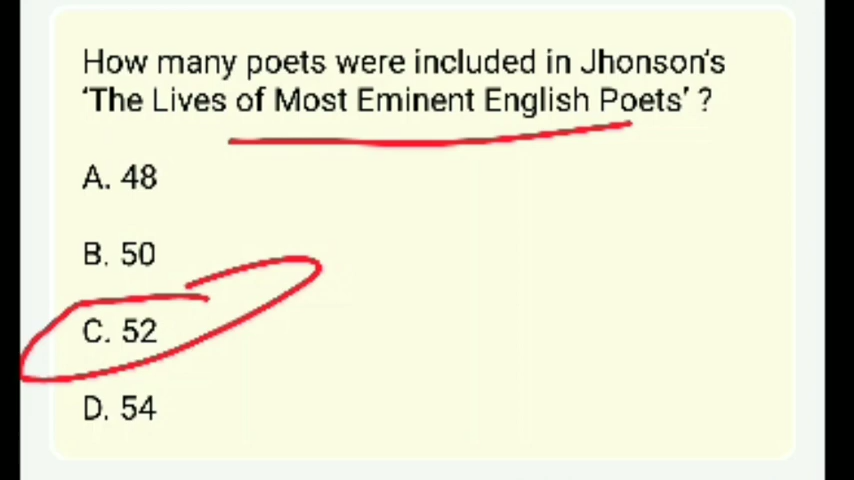 How many poets were included in Jhonson's
'The Lives of Most Eminent English Poets' ?
A. 48
B. 50
C. 52
D. 54